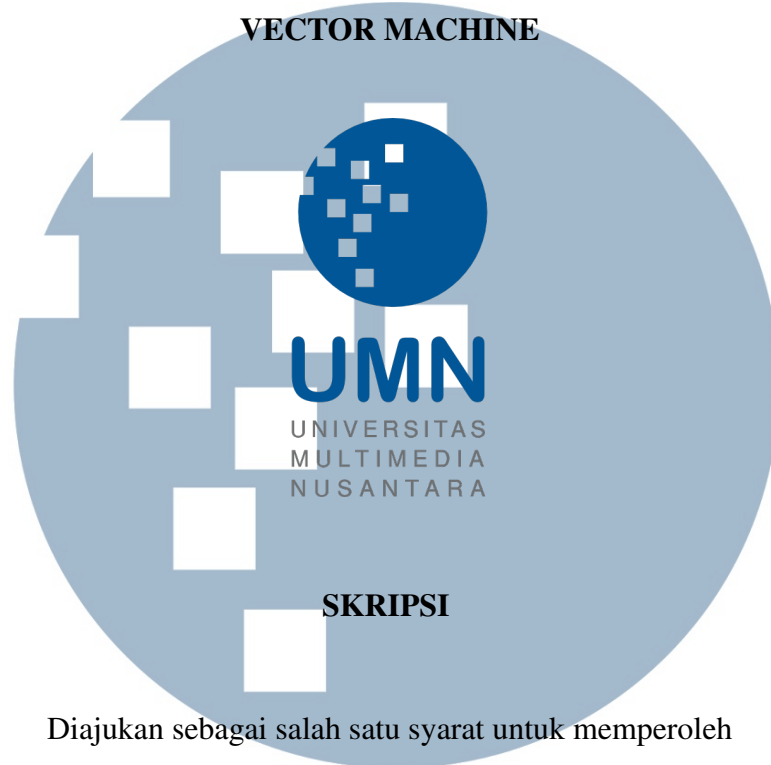 VECTOR MACHINE
UMN
UNIVERSITAS
MULTIMEDIA
NUSANTARA
SKRIPSI
Diajukan sebagai salah satu syarat untuk memperoleh